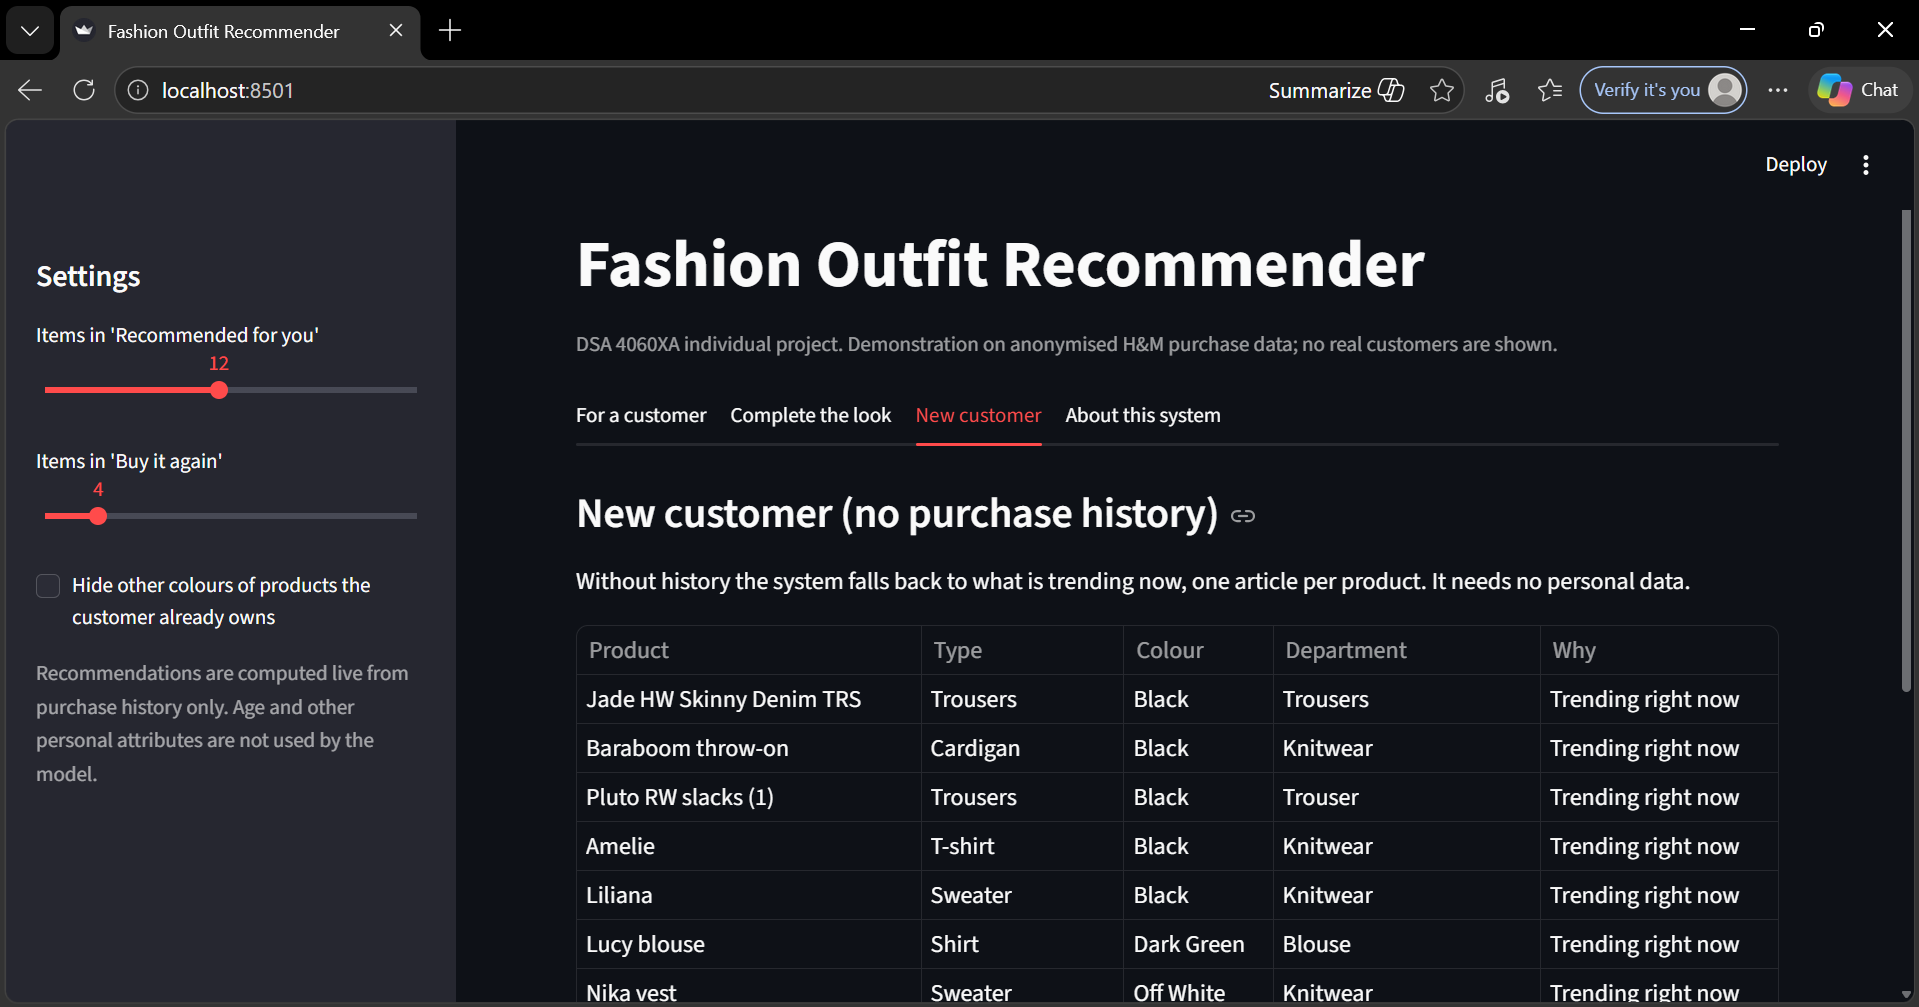 Fashion Outfit Recommender
localhost:8501
Summarize
Verify it's you
Chat
Deploy
Settings
Items in 'Recommended for you'
12
Items in 'Buy it again'
4
Hide other colours of products the
customer already owns
Recommendations are computed live from
purchase history only. Age and other
personal attributes are not used by the
model.
Fashion Outfit Recommender
DSA 4060XA individual project. Demonstration on anonymised H&M purchase data; no real customers are shown.
For a customer Complete the look New customer About this system
New customer (no purchase history)
Without history the system falls back to what is trending now, one article per product. It needs no personal data.
Product Type Colour Department Why
Jade HW Skinny Denim TRS Trousers Black Trousers Trending right now
Baraboom throw-on Cardigan Black Knitwear Trending right now
Pluto RW slacks (1) Trousers Black Trouser Trending right now
Amelie T-shirt Black Knitwear Trending right now
Liliana Sweater Black Knitwear Trending right now
Lucy blouse Shirt Dark Green Blouse Trending right now
Nika vest Sweater Off White Knitwear Trending right now